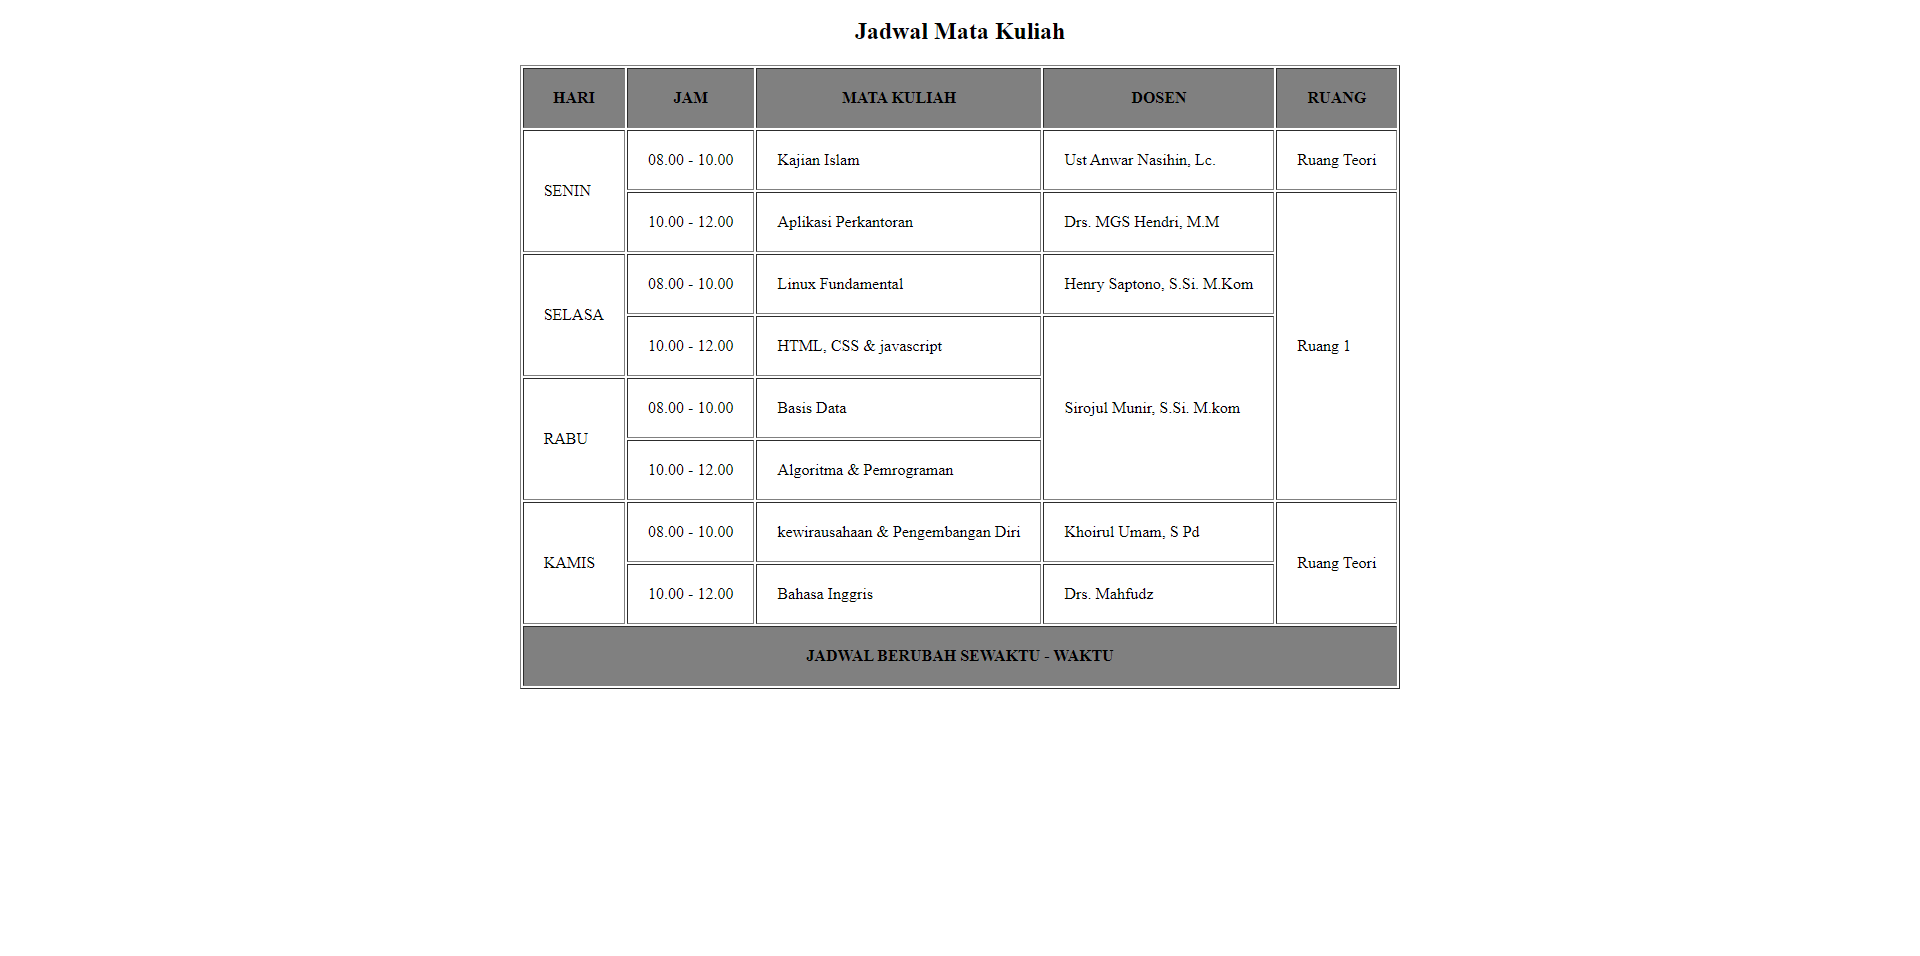 Jadwal Mata Kuliah
HARI JAM MATA KULIAH DOSEN RUANG
SENIN 08.00 - 10.00 Kajian Islam Ust Anwar Nasihin, Lc. Ruang Teori
10.00 - 12.00 Aplikasi Perkantoran Drs. MGS Hendri, M.M Ruang 1
SELASA 08.00 - 10.00 Linux Fundamental Henry Saptono, S.Si. M.Kom
10.00 - 12.00 HTML, CSS & javascript Sirojul Munir, S.Si. M.kom
RABU 08.00 - 10.00 Basis Data
10.00 - 12.00 Algoritma & Pemrograman
KAMIS 08.00 - 10.00 kewirausahaan & Pengembangan Diri Khoirul Umam, S Pd Ruang Teori
10.00 - 12.00 Bahasa Inggris Drs. Mahfudz
JADWAL BERUBAH SEWAKTU - WAKTU